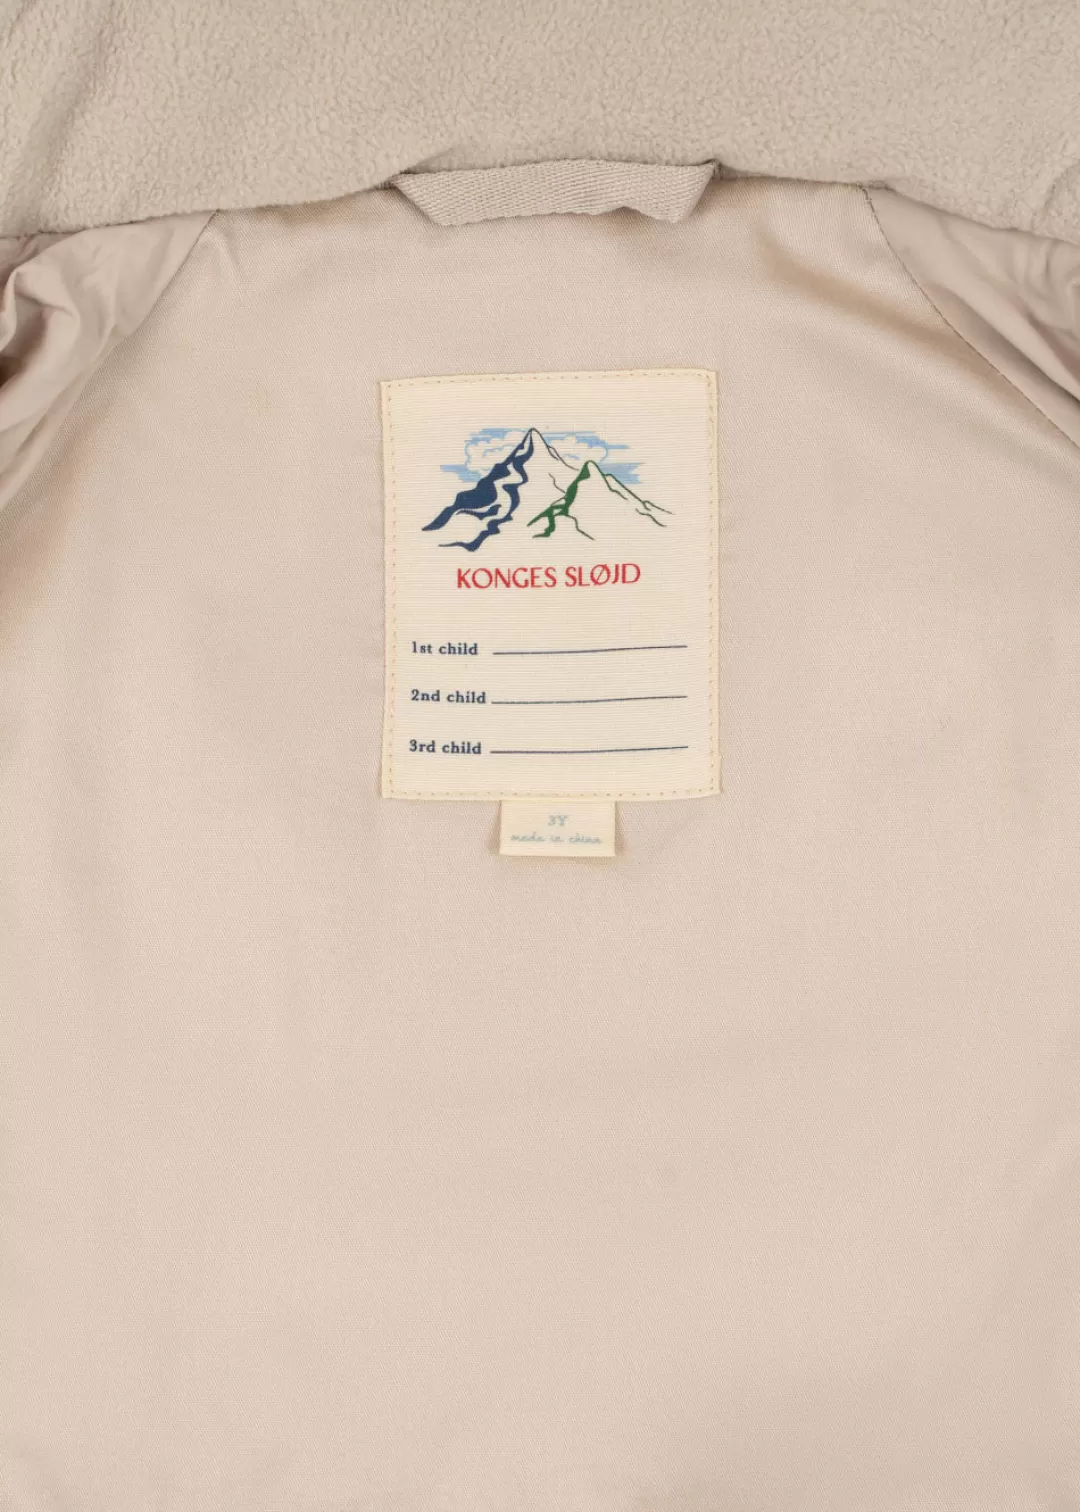 KONGES SLØJD
1st child
2nd child
3rd child
3Y
made in china